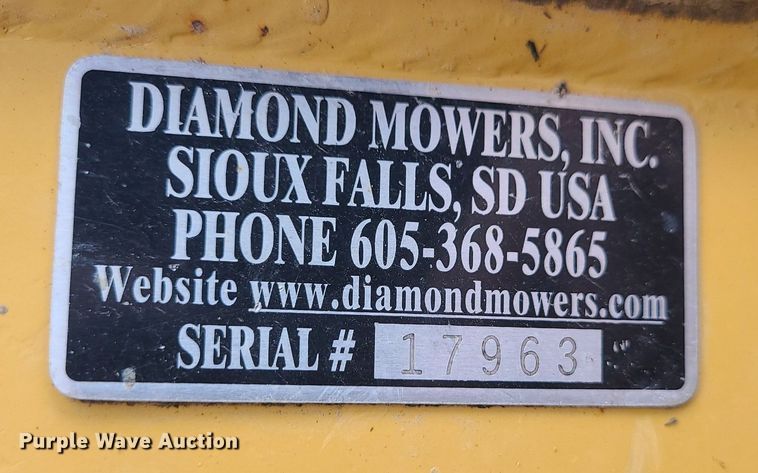 DIAMOND MOWERS, INC.
SIOUX FALLS, SD USA
PHONE 605-368-5865
Website www.diamondmowers.com
SERIAL # 17963
Purple Wave Auction